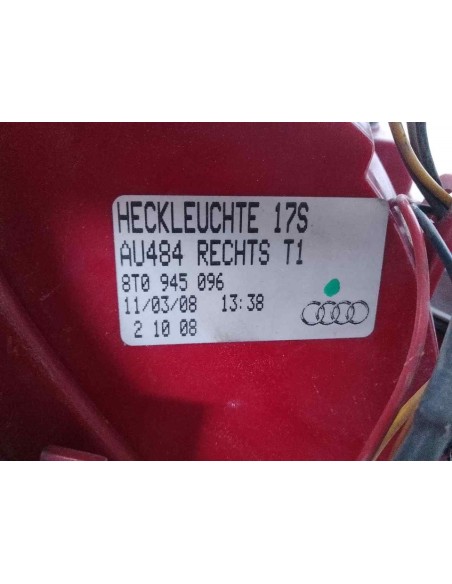 HECKLEUCHTE 17S
AU484 RECHTS T1
8T0 945 096
11/03/08 13:38
2 10 08